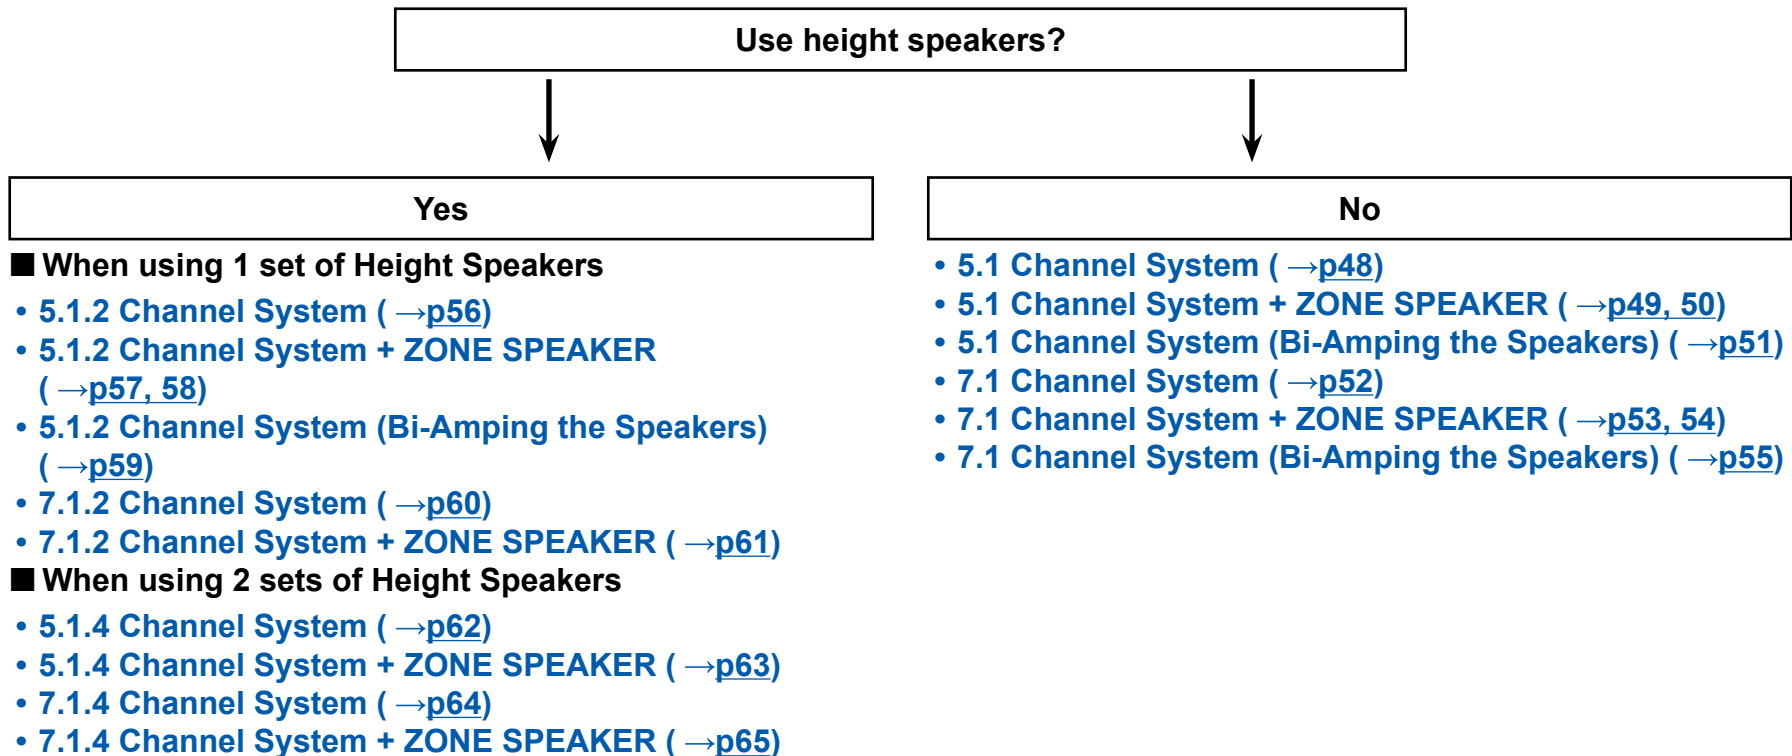 Use height speakers?
Yes
■ When using 1 set of Height Speakers
• 5.1.2 Channel System ( →p56)
• 5.1.2 Channel System + ZONE SPEAKER
( →p57, 58)
• 5.1.2 Channel System (Bi-Amping the Speakers)
( →p59)
• 7.1.2 Channel System ( →p60)
• 7.1.2 Channel System + ZONE SPEAKER ( →p61)
■ When using 2 sets of Height Speakers
• 5.1.4 Channel System ( →p62)
• 5.1.4 Channel System + ZONE SPEAKER ( →p63)
• 7.1.4 Channel System ( →p64)
• 7.1.4 Channel System + ZONE SPEAKER ( →p65)
No
• 5.1 Channel System ( →p48)
• 5.1 Channel System + ZONE SPEAKER ( →p49, 50)
• 5.1 Channel System (Bi-Amping the Speakers) ( →p51)
• 7.1 Channel System ( →p52)
• 7.1 Channel System + ZONE SPEAKER ( →p53, 54)
• 7.1 Channel System (Bi-Amping the Speakers) ( →p55)